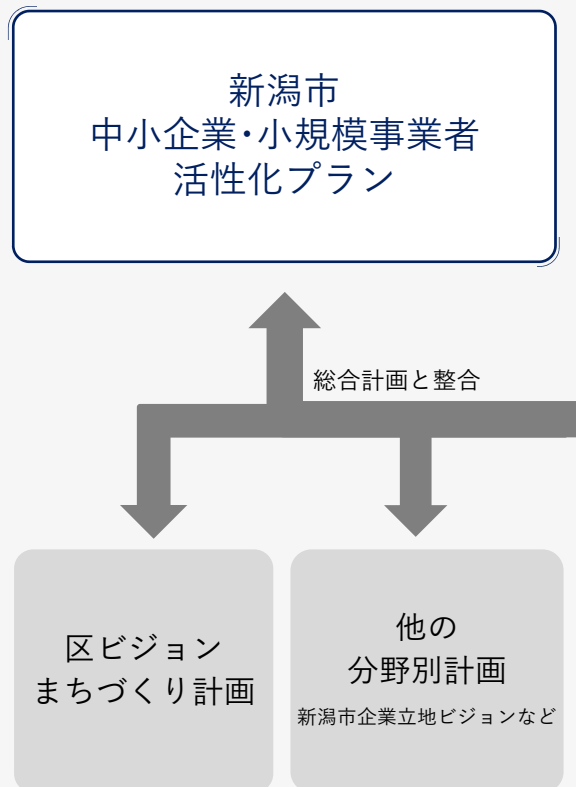 新潟市
中小企業・小規模事業者
活性化プラン
総合計画と整合
区ビジョン
まちづくり計画
他の
分野別計画
新潟市企業立地ビジョンなど